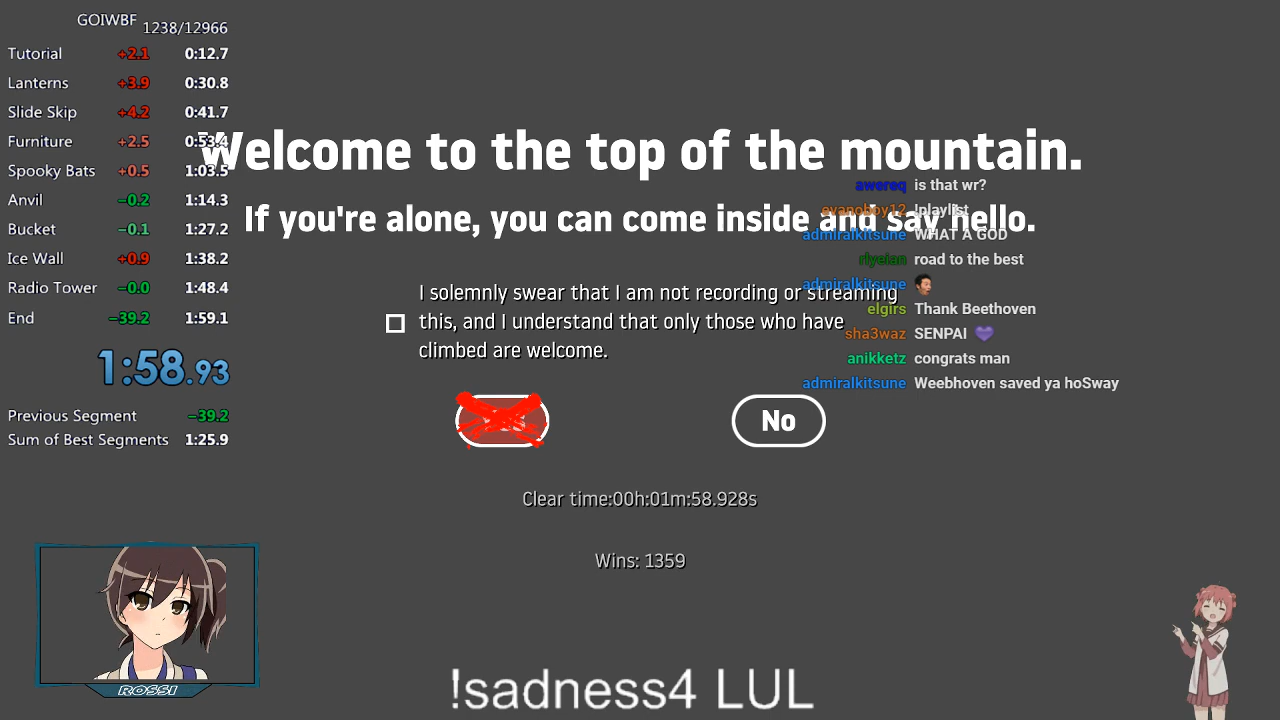 GOIWBF 1238/12966
Tutorial +2.1 0:12.7
Lanterns +3.9 0:30.8
Slide Skip +4.2 0:41.7
Furniture +2.5 0:53.4
Spooky Bats +0.5 1:03.5
Anvil −0.2 1:14.3
Bucket −0.1 1:27.2
Ice Wall +0.9 1:38.2
Radio Tower −0.0 1:48.4
End −39.2 1:59.1
1:58.93
Previous Segment −39.2
Sum of Best Segments 1:25.9
Welcome to the top of the mountain.
If you're alone, you can come inside and say hello.
I solemnly swear that I am not recording or streaming
this, and I understand that only those who have
climbed are welcome.
No
Clear time:00h:01m:58.928s
Wins: 1359
awereq is that wr?
evanoboy12 !playlist
admiralkitsune WHAT A GOD
rlyeian road to the best
admiralkitsune
elgirs Thank Beethoven
sha3waz SENPAI
anikketz congrats man
admiralkitsune Weebhoven saved ya hoSway
ROSSI
!sadness4 LUL